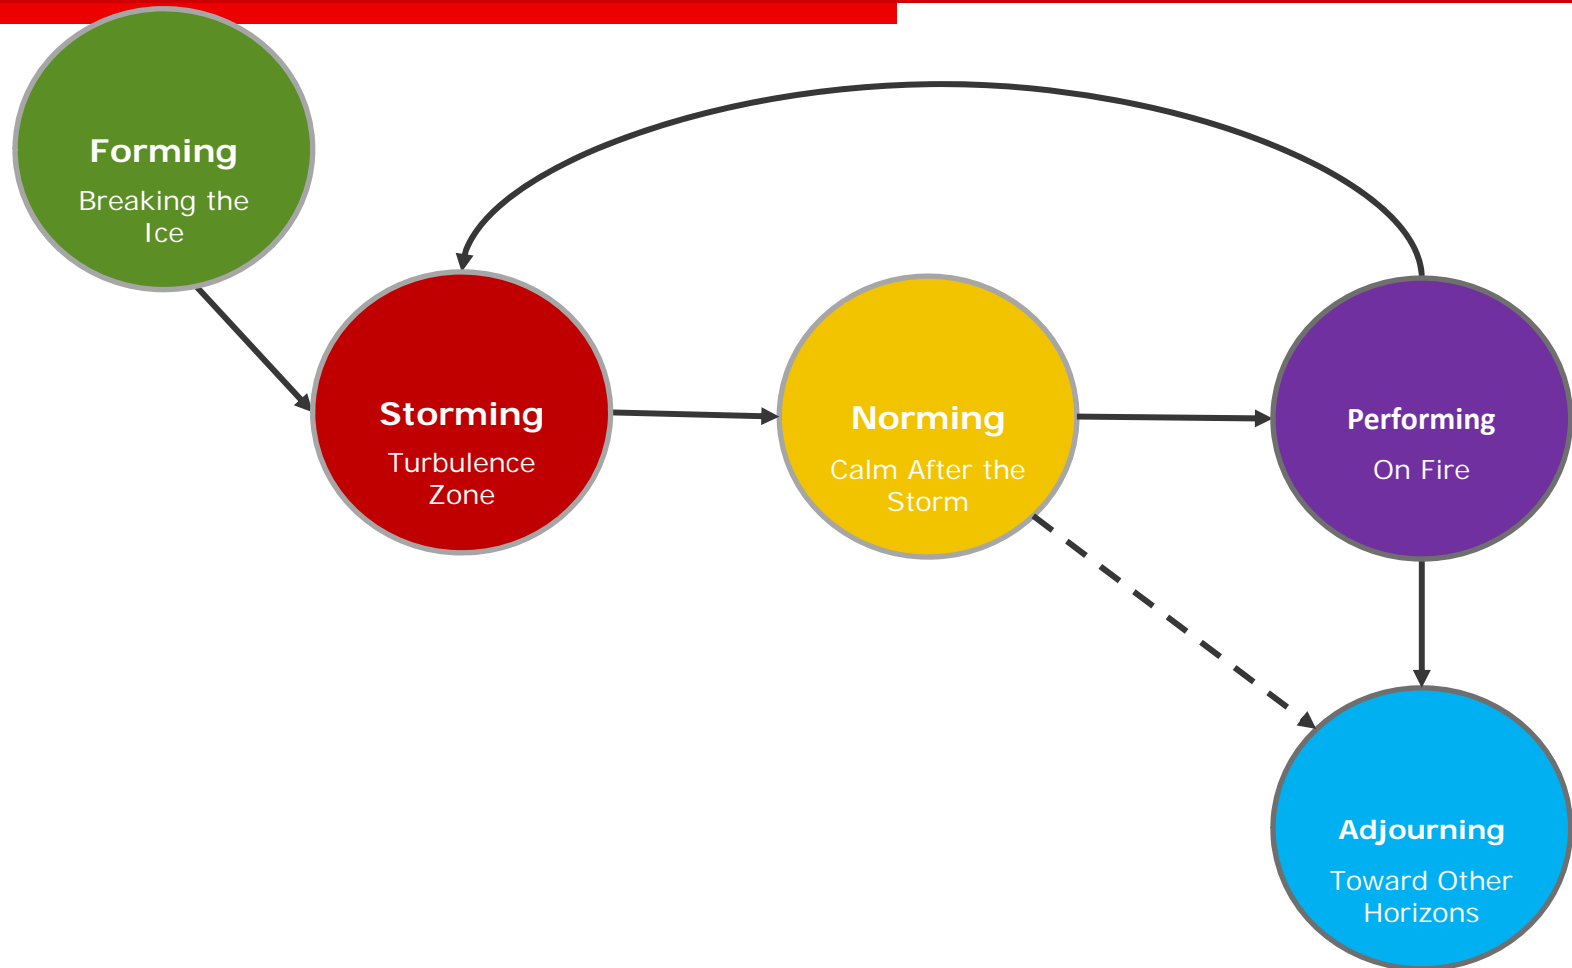 Forming
Breaking the
Ice
Storming
Turbulence
Zone
Norming
Calm After the
Storm
Performing
On Fire
Adjourning
Toward Other
Horizons